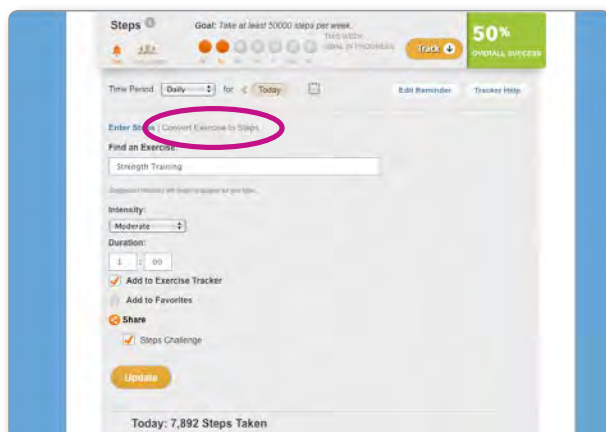 Steps
Goal: Take at least 50000 steps per week.
50%
OVERALL SUCCESS
THIS WEEK
GOAL IN PROGRESS
Track
Time Period Daily for < Today
Edit Reminder Tracker Help
Enter Steps | Convert Exercise to Steps
Find an Exercise:
Strength Training
Intensity:
Moderate
Duration:
1 : 00
Add to Exercise Tracker
Add to Favorites
Share
Steps Challenge
Update
Today: 7,892 Steps Taken